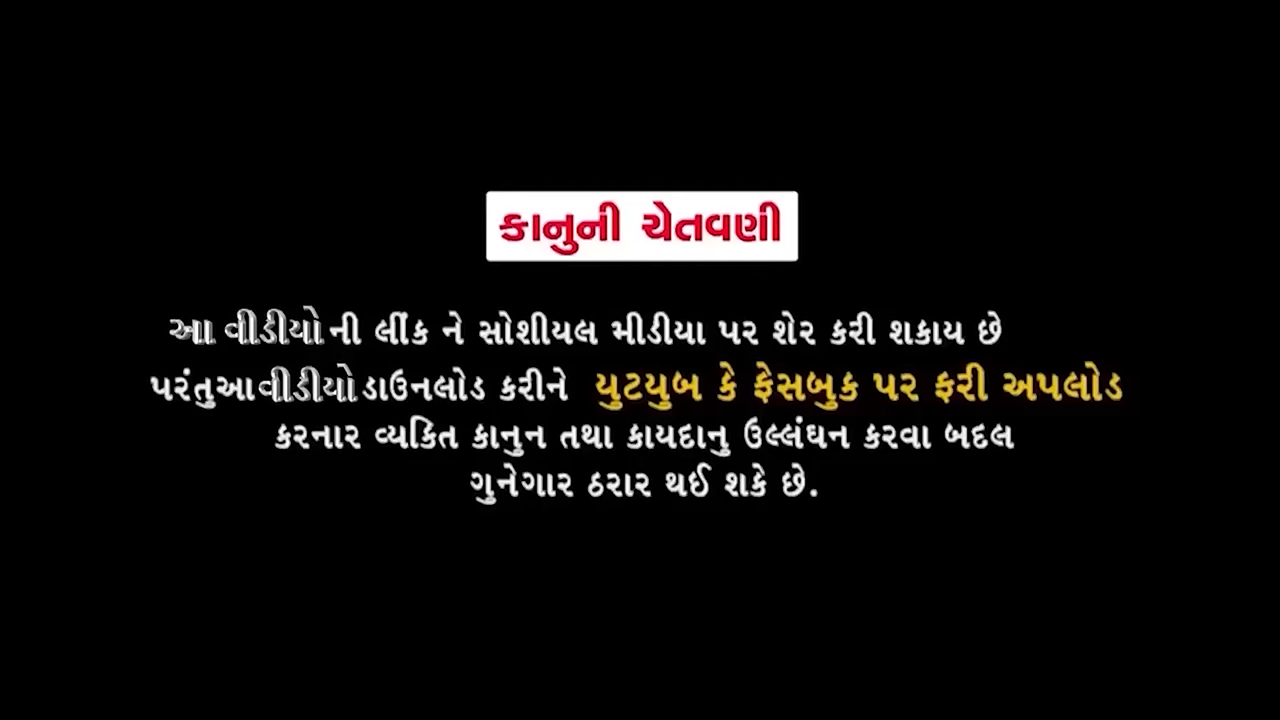 કાનુની ચેતવણી
આ વીડીયો ની લીંક ને સોશીયલ મીડીયા પર શેર કરી શકાય છે
પરંતુઆવીડીયો ડાઉનલોડ કરીને યુટયુબ કે ફેસબુક પર ફરી અપલોડ
કરનાર વ્યકિત કાનુન તથા કાયદાનુ ઉલ્લંઘન કરવા બદલ
ગુનેગાર ઠરાર થઈ શકે છે.